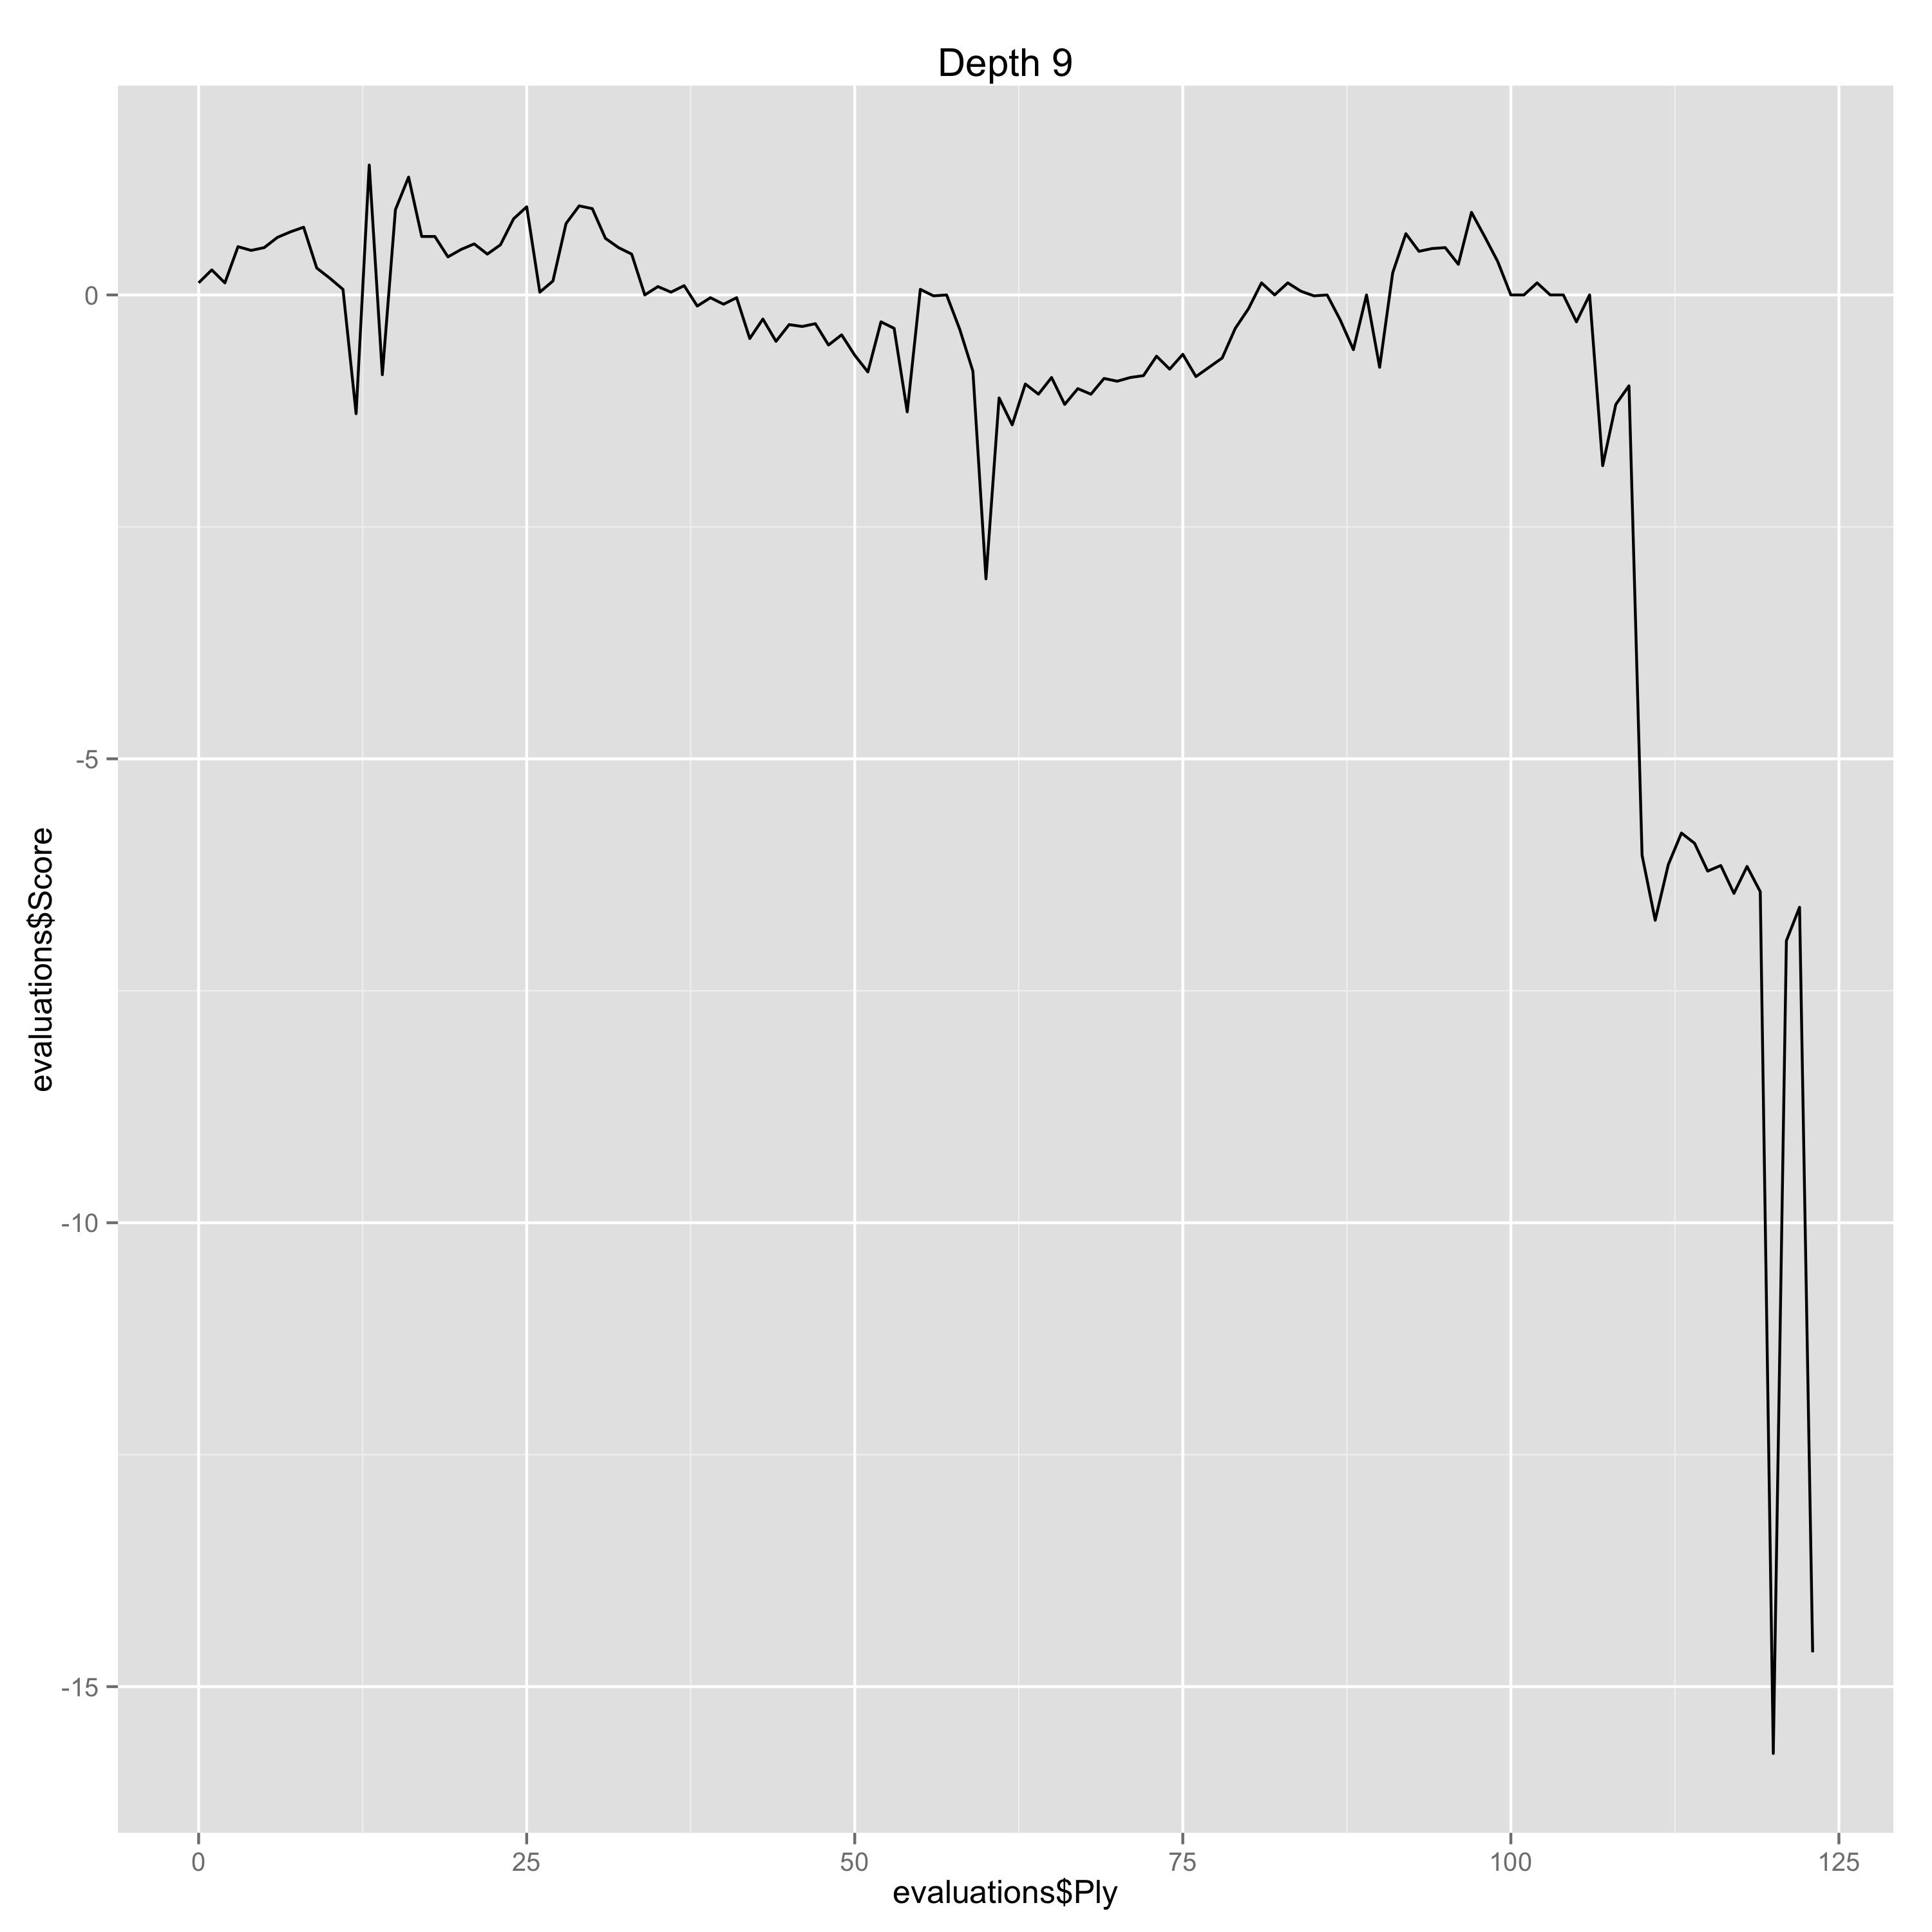 Depth 9
evaluations$Score
0
-5
-10
-15
0 25 50 75 100 125
evaluations$Ply